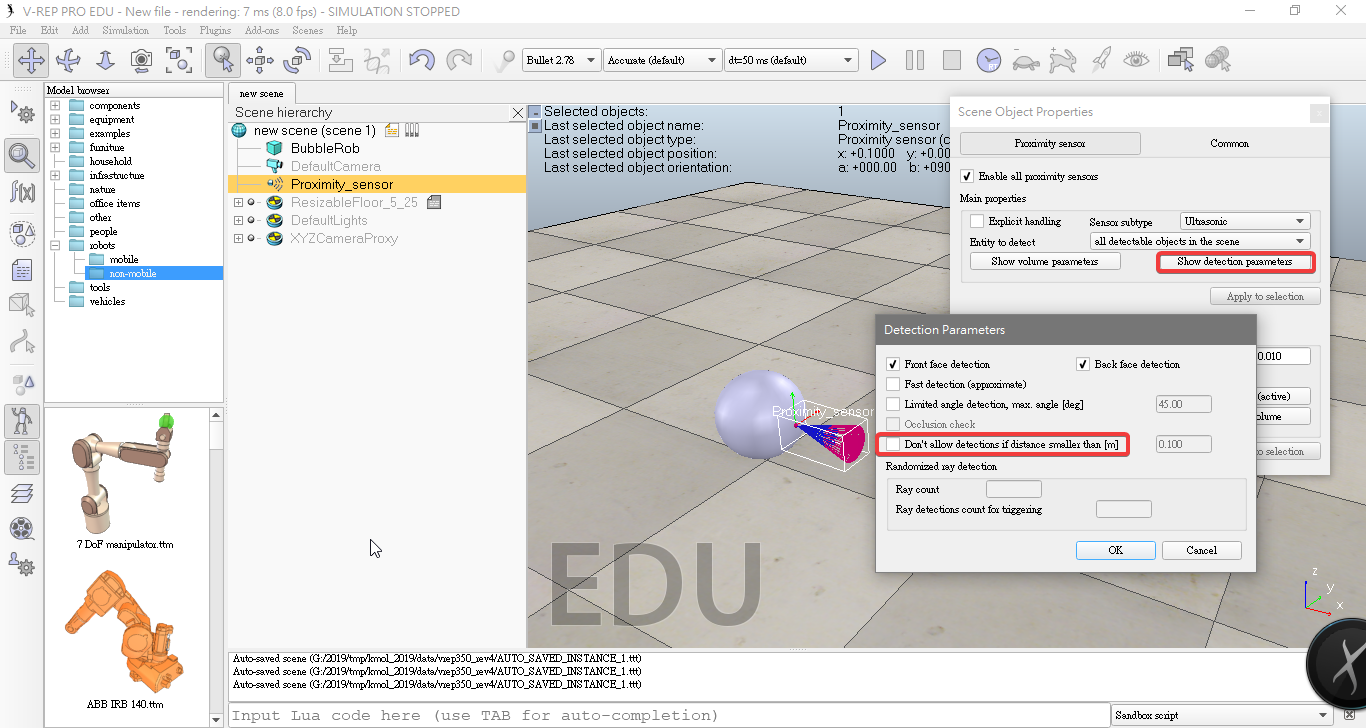 V-REP PRO EDU - New file - rendering: 7 ms (8.0 fps) - SIMULATION STOPPED
File Edit Add Simulation Tools Plugins Add-ons Scenes Help
Bullet 2.78 Accurate (default) dt=50 ms (default)
RT
Model browser
components
equipment
examples
furniture
household
infrastructure
nature
office items
other
people
robots
mobile
non-mobile
tools
vehicles
7 DoF manipulator.ttm
ABB IRB 140.ttm
f(x)
new scene
Scene hierarchy
new scene (scene 1)
BubbleRob
DefaultCamera
Proximity_sensor
ResizableFloor_5_25
DefaultLights
XYZCameraProxy
Selected objects: 1
Last selected object name: Proximity_sensor
Last selected object type: Proximity sensor (c
Last selected object position: x: +0.1000 y: +0.00
Last selected object orientation: a: +000.00 b: +090
Proximity_sensor
EDU
z
y
x
Scene Object Properties
Proximity sensor Common
Enable all proximity sensors
Main properties
Explicit handling Sensor subtype Ultrasonic
Entity to detect all detectable objects in the scene
Show volume parameters Show detection parameters
Apply to selection
0.010
(active)
olume
o selection
Detection Parameters
Front face detection Back face detection
Fast detection (approximate)
Limited angle detection, max. angle [deg] 45.00
Occlusion check
Don't allow detections if distance smaller than [m] 0.100
Randomized ray detection
Ray count
Ray detections count for triggering
OK Cancel
Auto-saved scene (G:/2019/tmp/kmol_2019/data/vrep350_rev4/AUTO_SAVED_INSTANCE_1.ttt)
Auto-saved scene (G:/2019/tmp/kmol_2019/data/vrep350_rev4/AUTO_SAVED_INSTANCE_1.ttt)
Auto-saved scene (G:/2019/tmp/kmol_2019/data/vrep350_rev4/AUTO_SAVED_INSTANCE_1.ttt)
Input Lua code here (use TAB for auto-completion) Sandbox script